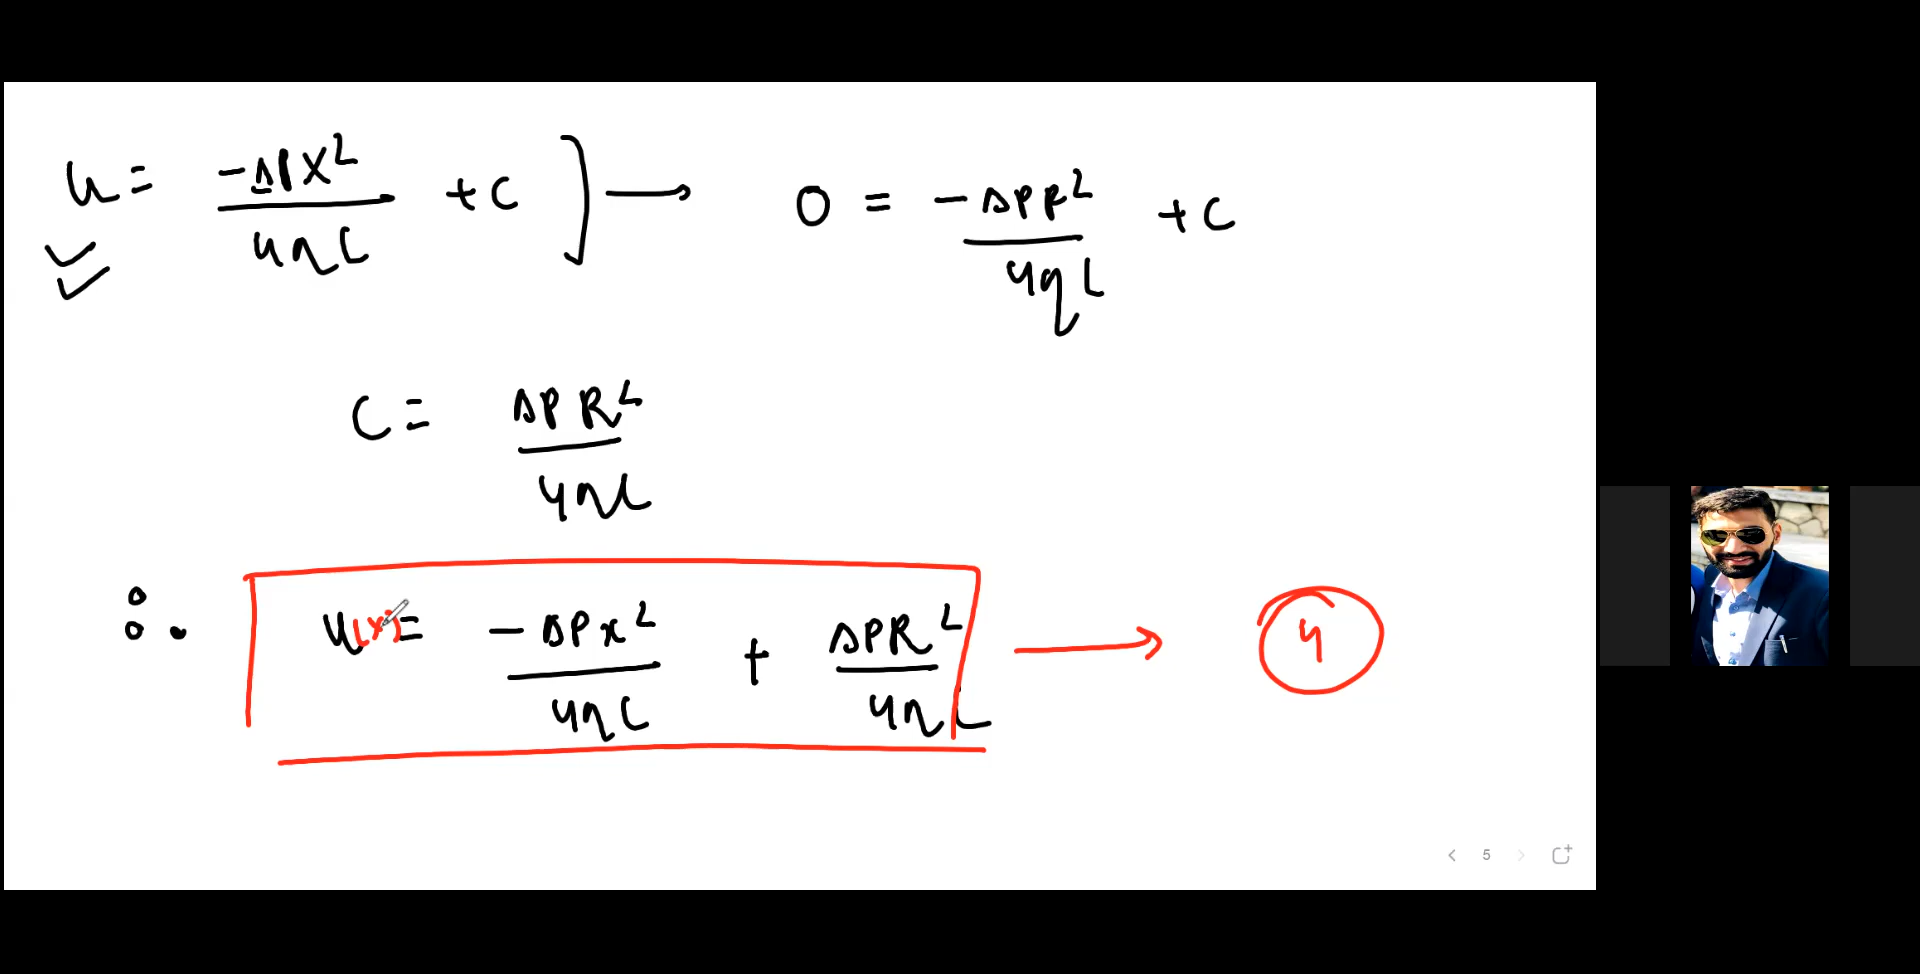 u = -ΔPX²/4ηL + C ] → 0 = -ΔPR²/4ηL + C
C = ΔPR²/4ηL
∴ u(x) = -ΔPx²/4ηL + ΔPR²/4ηL → 4
< 5 >